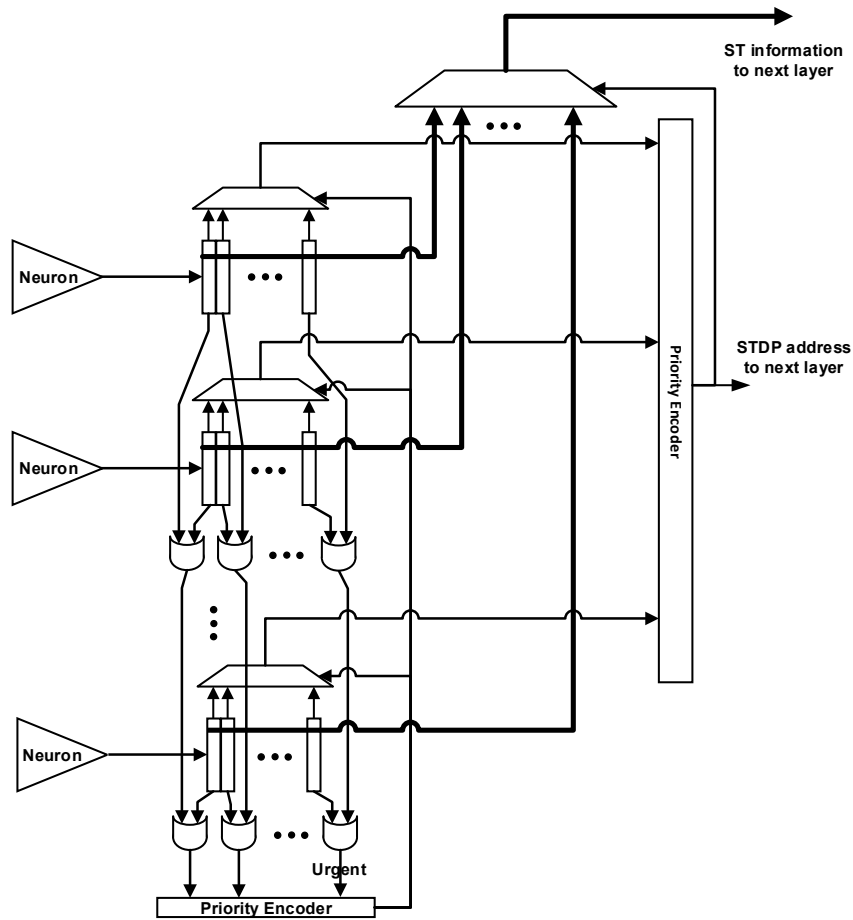 ST information
to next layer
Neuron
STDP address
to next layer
Priority Encoder
Neuron
Neuron
Urgent
Priority Encoder